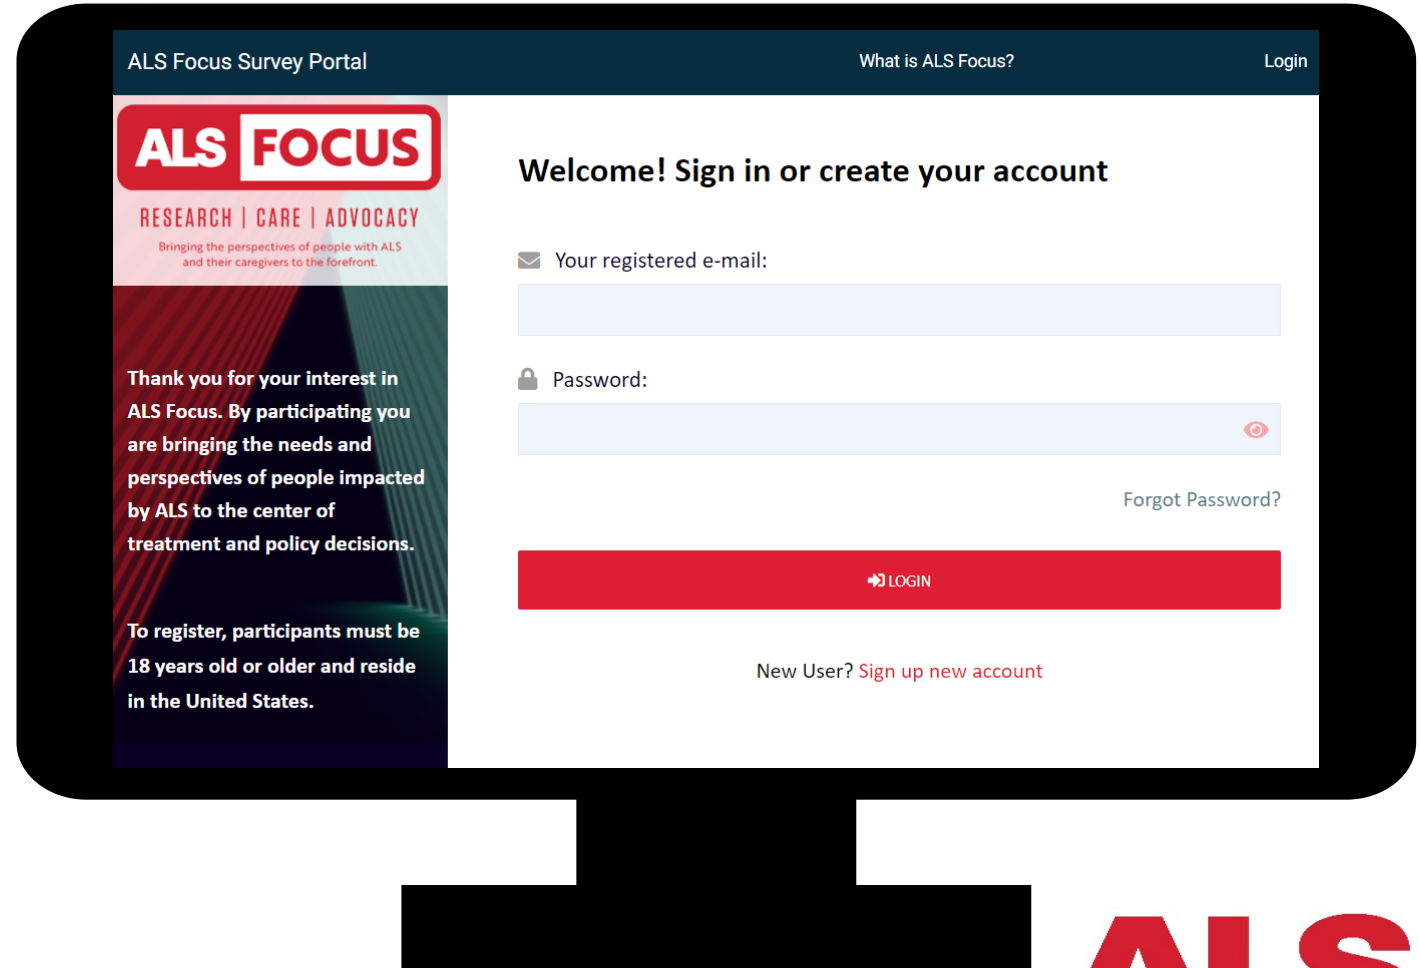 ALS Focus Survey Portal
What is ALS Focus?
Login
ALS FOCUS
RESEARCH | CARE | ADVOCACY
Bringing the perspectives of people with ALS
and their caregivers to the forefront.
Thank you for your interest in
ALS Focus. By participating you
are bringing the needs and
perspectives of people impacted
by ALS to the center of
treatment and policy decisions.
To register, participants must be
18 years old or older and reside
in the United States.
Welcome! Sign in or create your account
Your registered e-mail:
Password:
Forgot Password?
LOGIN
New User? Sign up new account
ALS